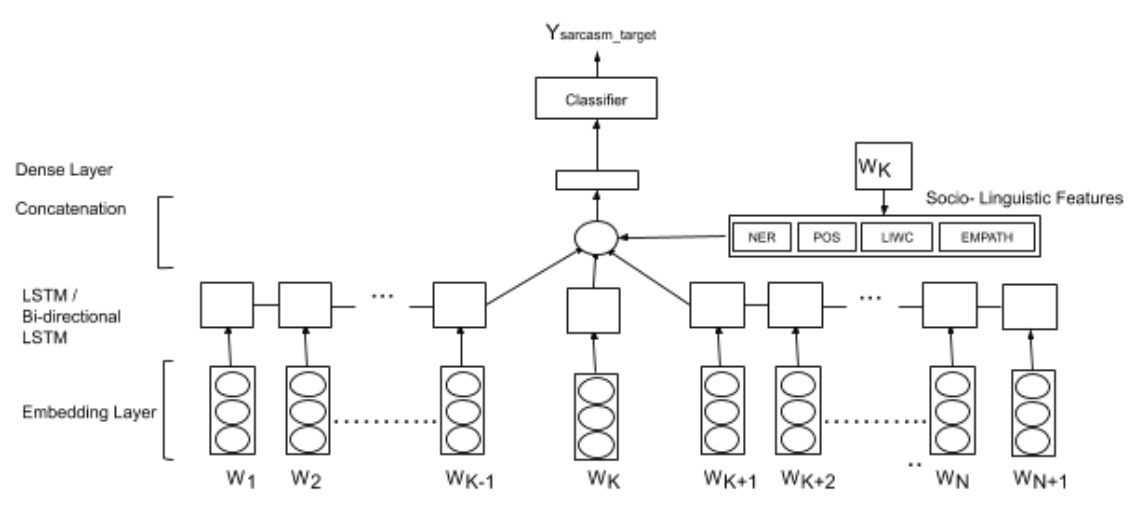 Ysarcasm_target
Classifier
Dense Layer
WK
Concatenation
Socio- Linguistic Features
NER POS LIWC EMPATH
LSTM /
Bi-directional
LSTM
...
...
Embedding Layer
W1 W2 WK-1 WK WK+1 WK+2 WN WN+1